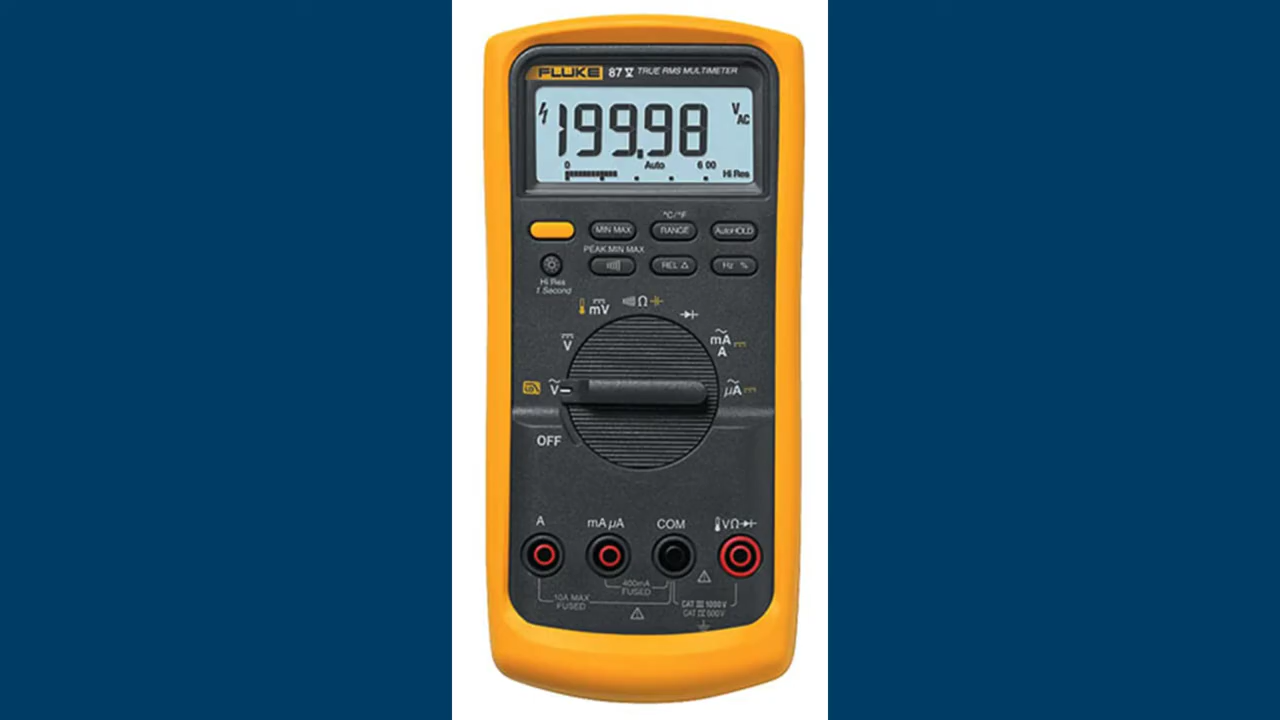 FLUKE 87 V TRUE RMS MULTIMETER
199.98 V AC
0 Auto 6 00
Hi Res
°C/°F
MIN MAX RANGE AutoHOLD
PEAK MIN MAX
REL Δ Hz %
Hi Res
1 Second
mV Ω
V mA
A
V μA
OFF
A mA μA COM VΩ
400mA
FUSED
10A MAX
FUSED
CAT III 1000V
CAT IV 600V